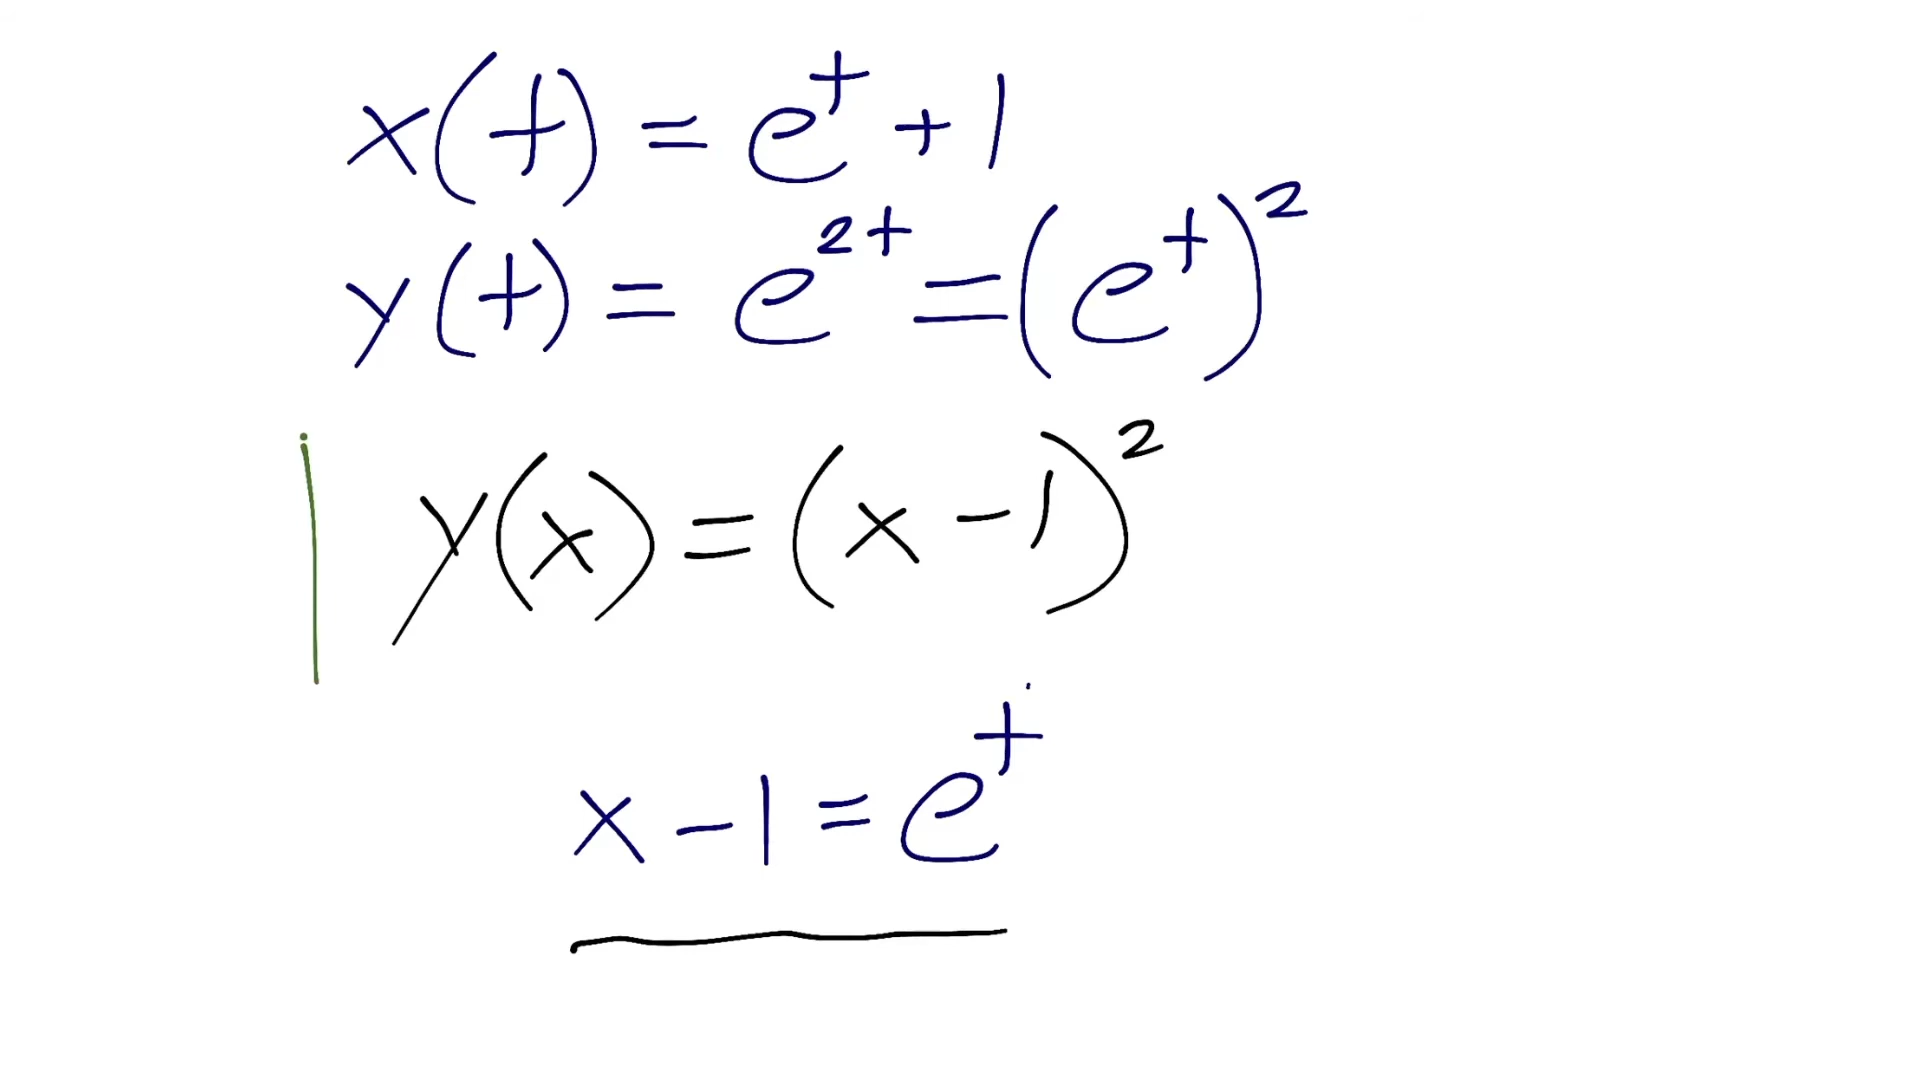 x(t) = e^t + 1
y(t) = e^{2t} = (e^t)^2
y(x) = (x - 1)^2
x - 1 = e^t